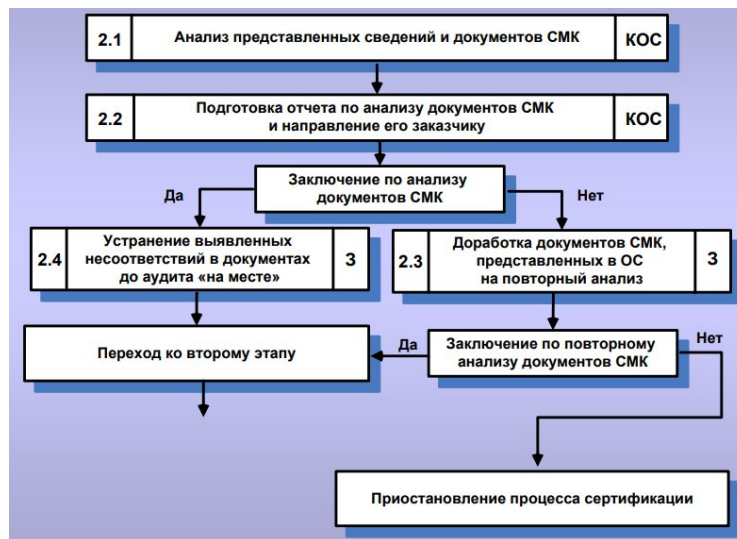 2.1 Анализ представленных сведений и документов СМК КОС
2.2 Подготовка отчета по анализу документов СМК и направление его заказчику КОС
Заключение по анализу
документов СМК
Да
Нет
2.4 Устранение выявленных
несоответствий в документах
до аудита «на месте»
З
2.3 Доработка документов СМК,
представленных в ОС
на повторный анализ
З
Переход ко второму этапу
Да
Заключение по повторному
анализу документов СМК
Нет
Приостановление процесса сертификации